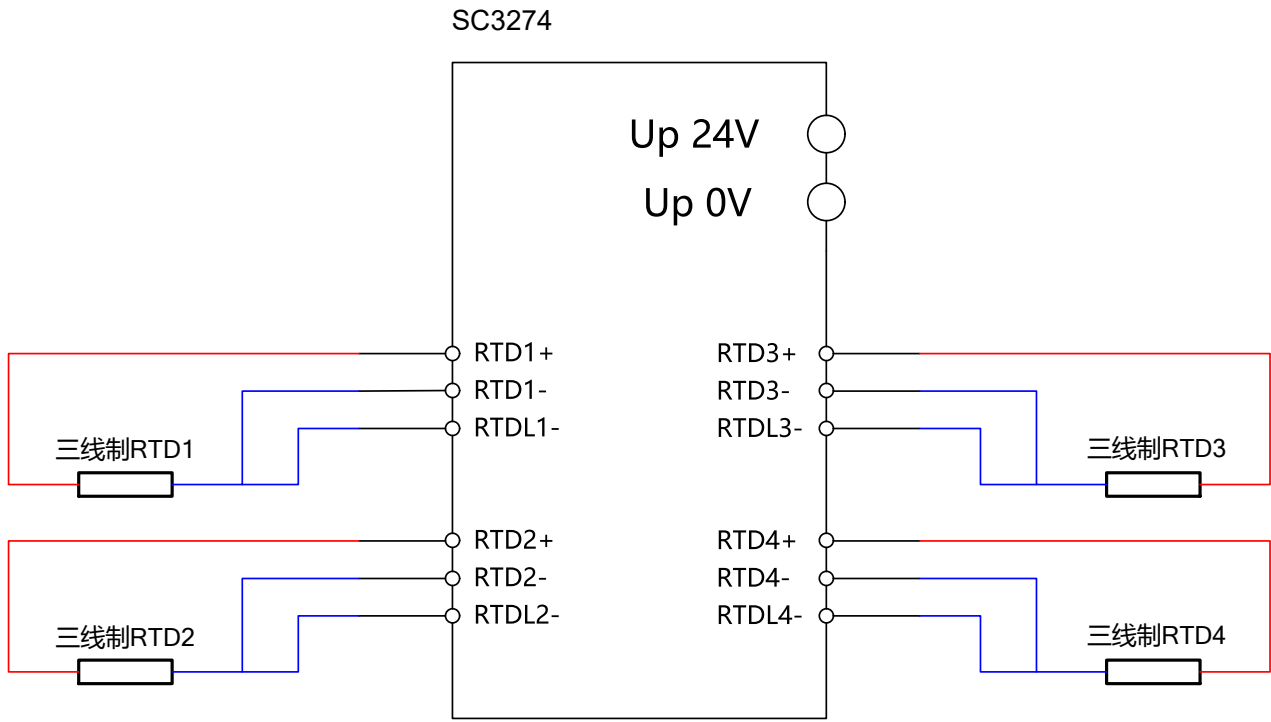 SC3274
Up 24V
Up 0V
RTD1+
RTD1-
RTDL1-
三线制RTD1
RTD2+
RTD2-
RTDL2-
三线制RTD2
RTD3+
RTD3-
RTDL3-
三线制RTD3
RTD4+
RTD4-
RTDL4-
三线制RTD4